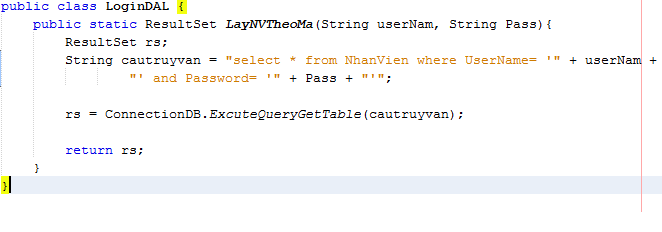 public class LoginDAL {
public static ResultSet LayNVTheoMa(String userNam, String Pass){
ResultSet rs;
String cautruyvan = "select * from NhanVien where UserName= '" + userNam +
"' and Password= '" + Pass + "'";
rs = ConnectionDB.ExcuteQueryGetTable(cautruyvan);
return rs;
}
}